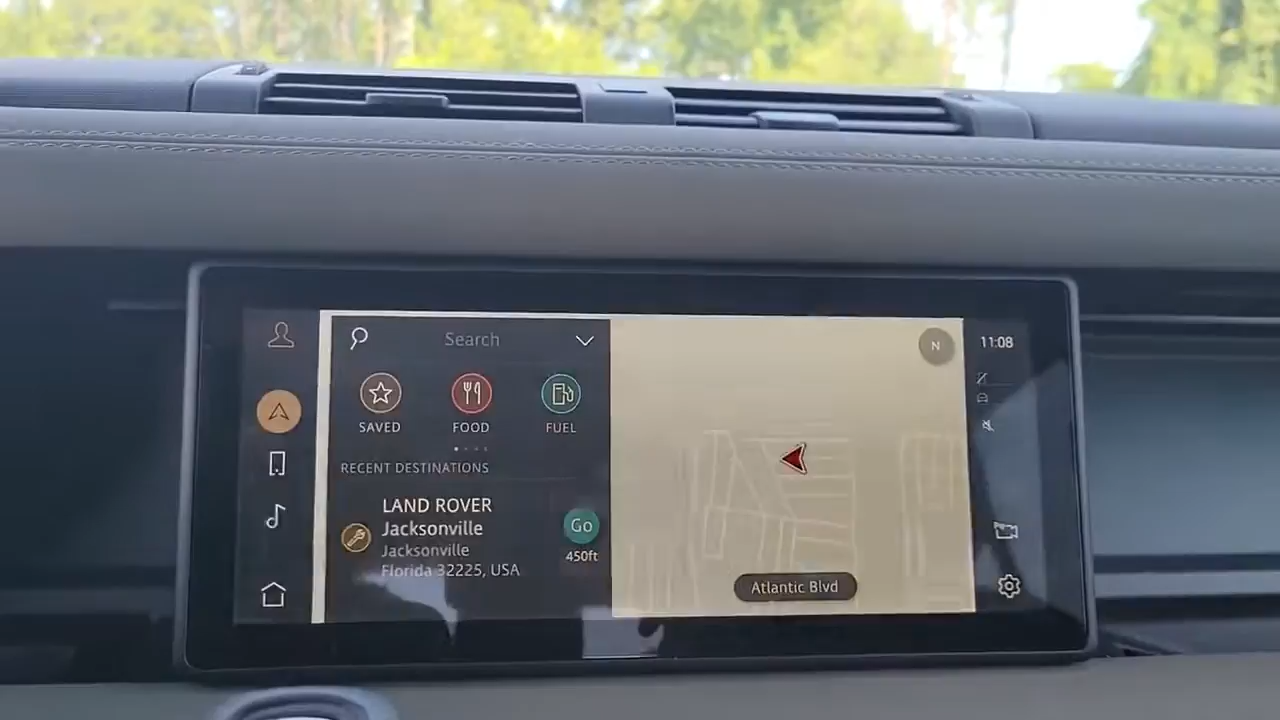 Search
SAVED
FOOD
FUEL
RECENT DESTINATIONS
LAND ROVER
Jacksonville
Jacksonville
Florida 32225, USA
Go
450ft
N
Atlantic Blvd
11:08